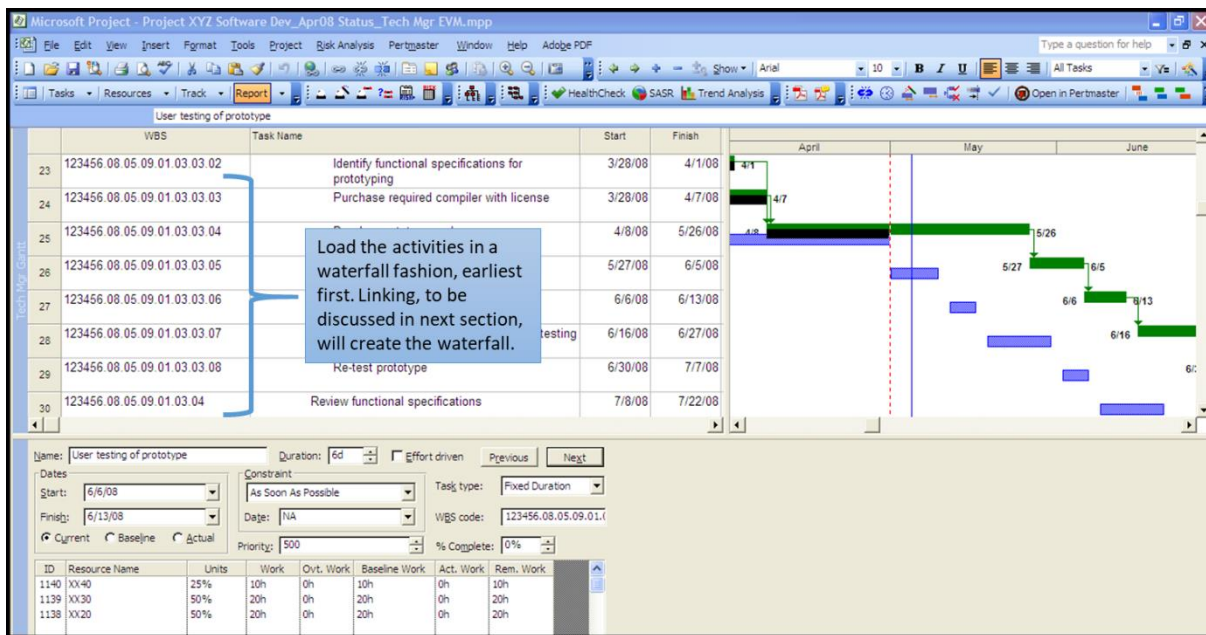 Microsoft Project - Project XYZ Software Dev_Apr08 Status_Tech Mgr EVM.mpp
File Edit View Insert Format Tools Project Risk Analysis Pertmaster Window Help Adobe PDF Type a question for help
Show Arial 10 B I U All Tasks
Tasks Resources Track Report HealthCheck SASR Trend Analysis Open in Pertmaster
User testing of prototype
WBS Task Name Start Finish April May June
23 123456.08.05.09.01.03.03.02 Identify functional specifications for prototyping 3/28/08 4/1/08 4/1
24 123456.08.05.09.01.03.03.03 Purchase required compiler with license 3/28/08 4/7/08 4/7
25 123456.08.05.09.01.03.03.04 4/8/08 5/26/08 4/8 5/26
26 123456.08.05.09.01.03.03.05 5/27/08 6/5/08 5/27 6/5
27 123456.08.05.09.01.03.03.06 6/6/08 6/13/08 6/6 6/13
28 123456.08.05.09.01.03.03.07 testing 6/16/08 6/27/08 6/16
29 123456.08.05.09.01.03.03.08 Re-test prototype 6/30/08 7/7/08
30 123456.08.05.09.01.03.04 Review functional specifications 7/8/08 7/22/08
Tech Mgr Gantt
Load the activities in a
waterfall fashion, earliest
first. Linking, to be
discussed in next section,
will create the waterfall.
Name: User testing of prototype Duration: 6d Effort driven Previous Next
Dates Constraint
Start: 6/6/08 As Soon As Possible Task type: Fixed Duration
Finish: 6/13/08 Date: NA WBS code: 123456.08.05.09.01.0
Current Baseline Actual Priority: 500 % Complete: 0%
ID Resource Name Units Work Ovt. Work Baseline Work Act. Work Rem. Work
1140 XX40 25% 10h 0h 10h 0h 10h
1139 XX30 50% 20h 0h 20h 0h 20h
1138 XX20 50% 20h 0h 20h 0h 20h